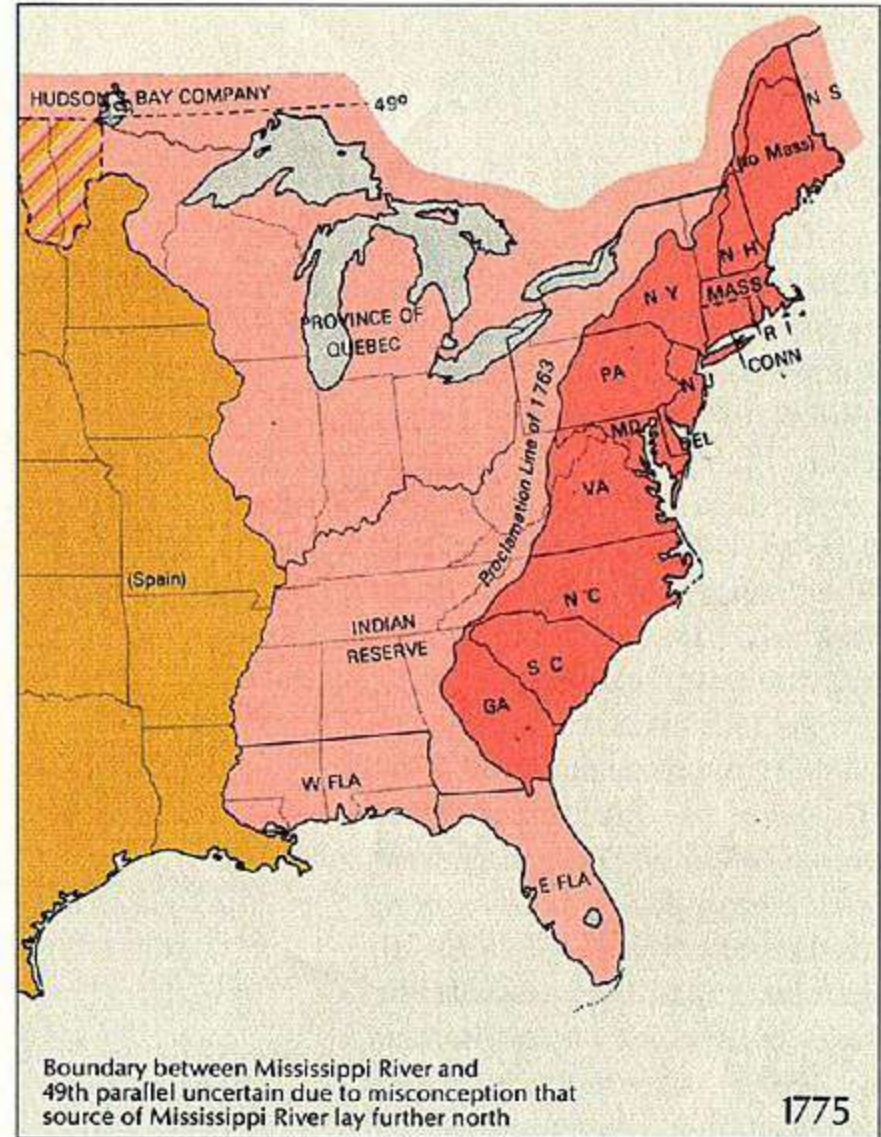 HUDSON BAY COMPANY
49º
N S
(to Mass)
N H
N Y
MASS
R I
CONN
PROVINCE OF
QUEBEC
PA
N J
Proclamation Line of 1763
MD
DEL
VA
(Spain)
N C
INDIAN
RESERVE
S C
GA
W FLA
E FLA
Boundary between Mississippi River and
49th parallel uncertain due to misconception that
source of Mississippi River lay further north
1775